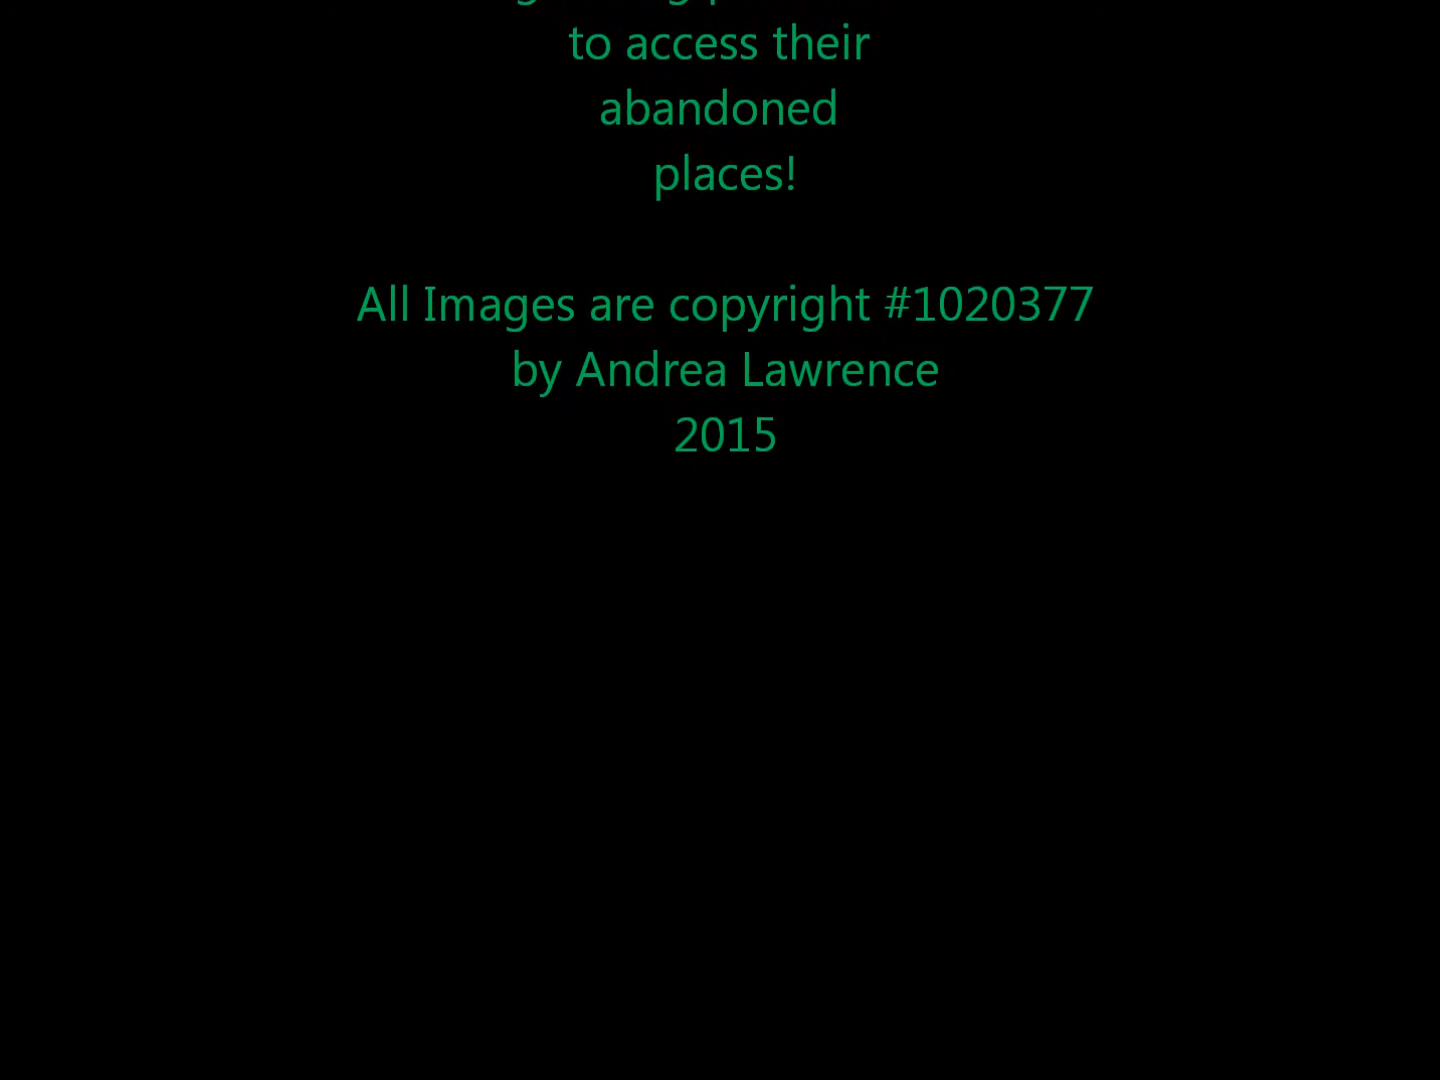 to access their
abandoned
places!
All Images are copyright #1020377
by Andrea Lawrence
2015